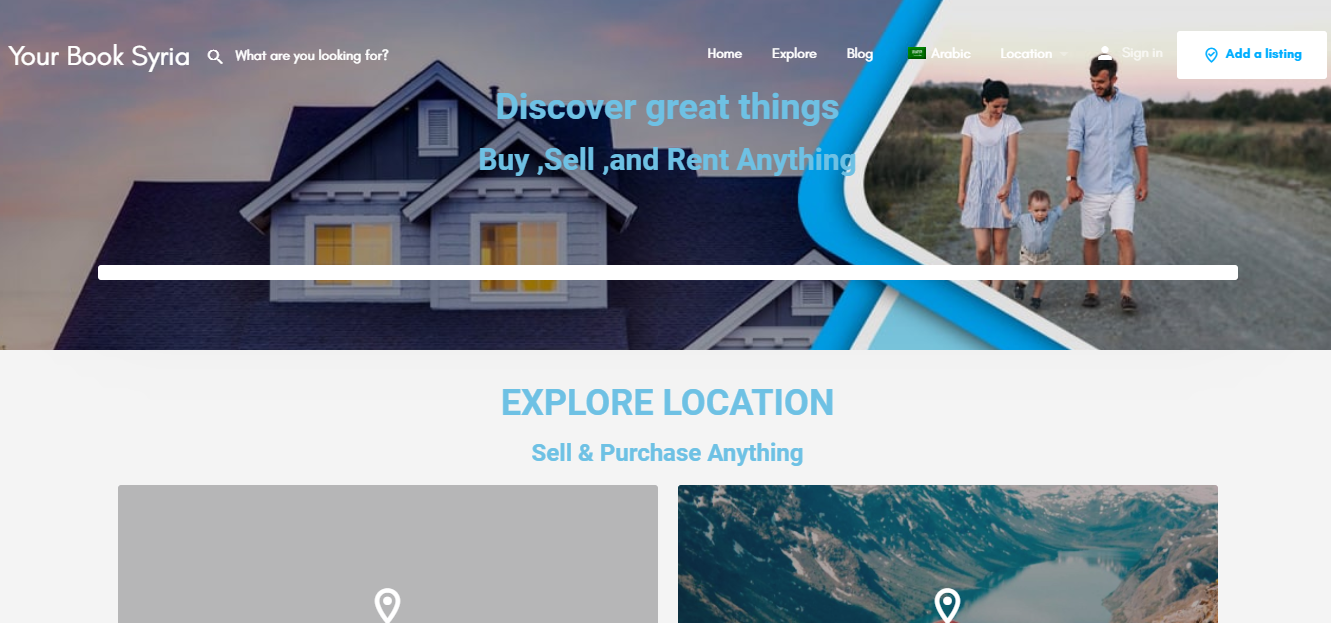 Your Book Syria
What are you looking for?
Home
Explore
Blog
Arabic
Location
Sign in
Add a listing
Discover great things
Buy ,Sell ,and Rent Anything
EXPLORE LOCATION
Sell & Purchase Anything